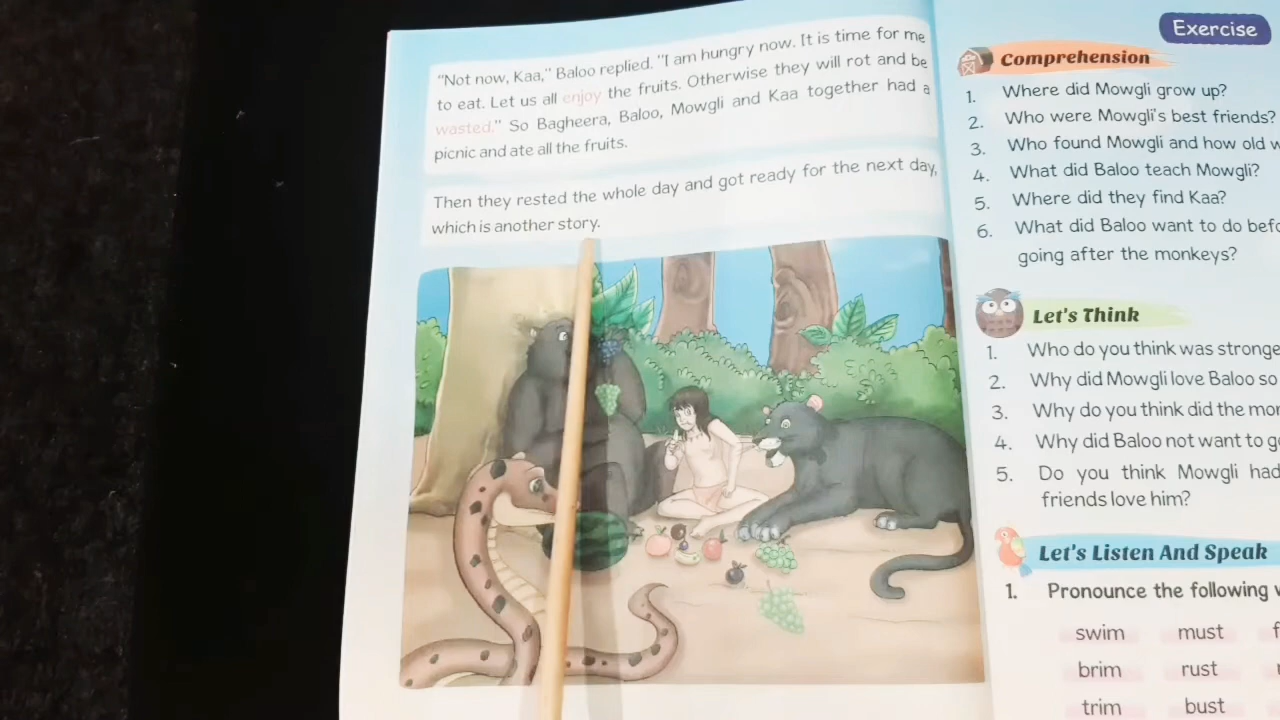 "Not now, Kaa," Baloo replied. "I am hungry now. It is time for me
to eat. Let us all enjoy the fruits. Otherwise they will rot and be
wasted." So Bagheera, Baloo, Mowgli and Kaa together had a
picnic and ate all the fruits.
Then they rested the whole day and got ready for the next day,
which is another story.
Exercise
Comprehension
1. Where did Mowgli grow up?
2. Who were Mowgli's best friends?
3. Who found Mowgli and how old
4. What did Baloo teach Mowgli?
5. Where did they find Kaa?
6. What did Baloo want to do
going after the monkeys?
Let's Think
1. Who do you think was
2. Why did Mowgli love Baloo so
3. Why do you think did the
4. Why did Baloo not want to
5. Do you think Mowgli had
friends love him?
Let's Listen And Speak
1. Pronounce the following
swim must
brim rust
trim bust